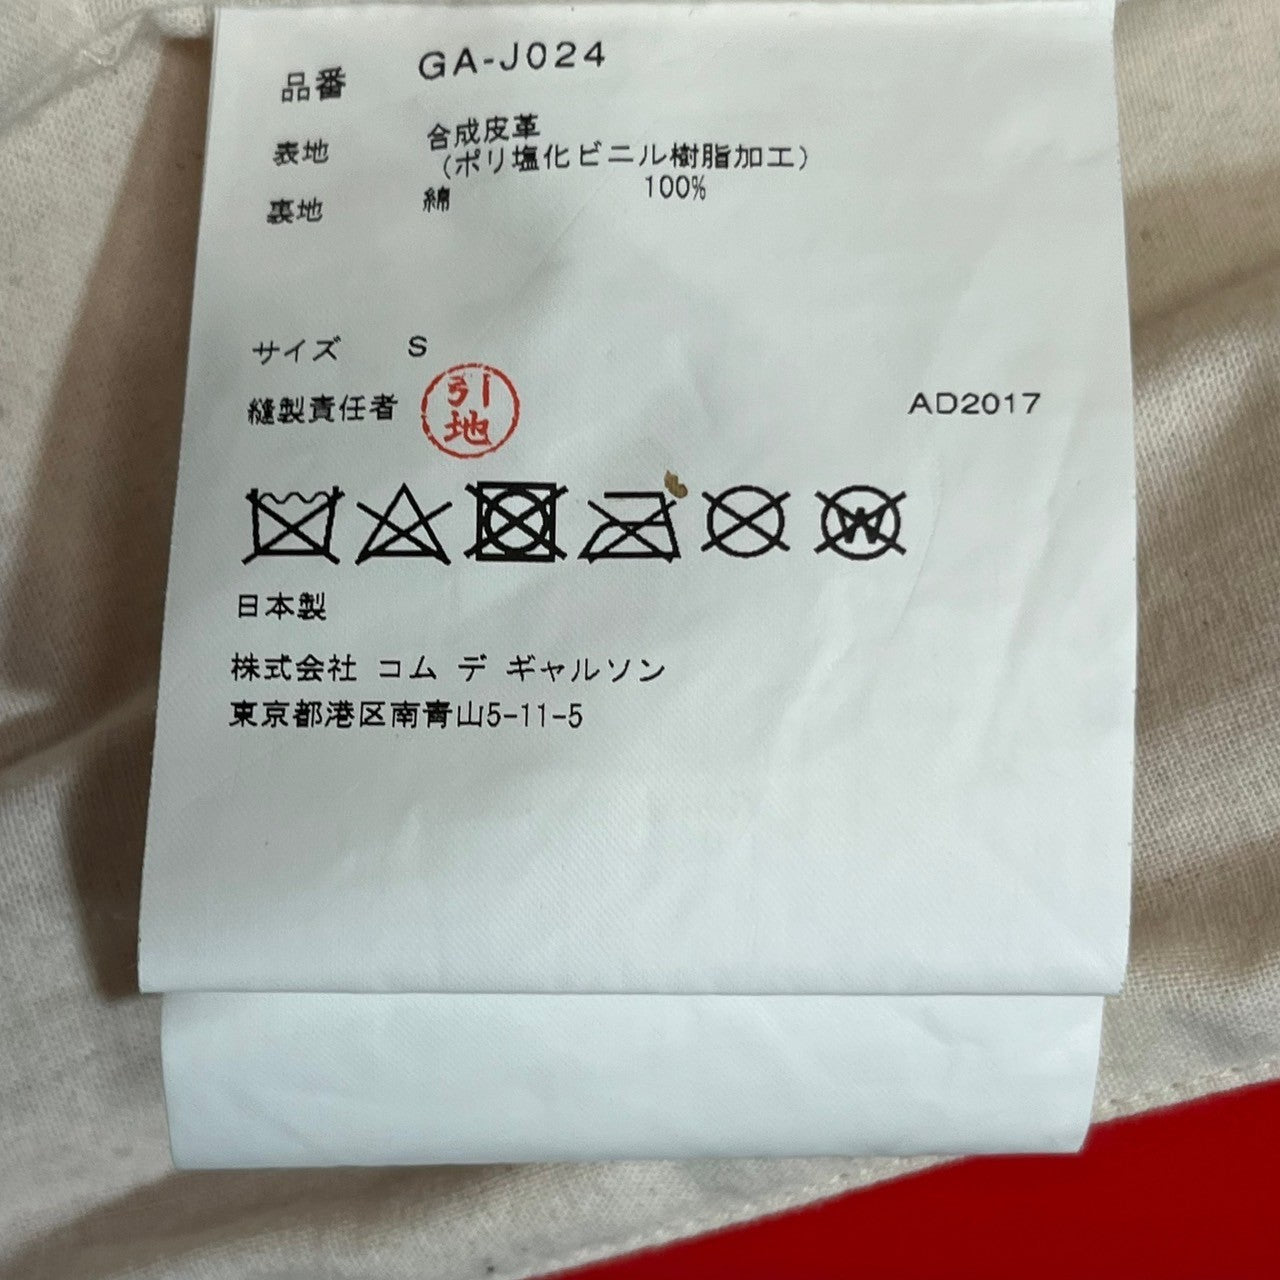 品番 GA-J024
表地 合成皮革
（ポリ塩化ビニル樹脂加工）
裏地 綿 100%
サイズ S
縫製責任者 引地 AD2017
W
日本製
株式会社 コム デ ギャルソン
東京都港区南青山5-11-5